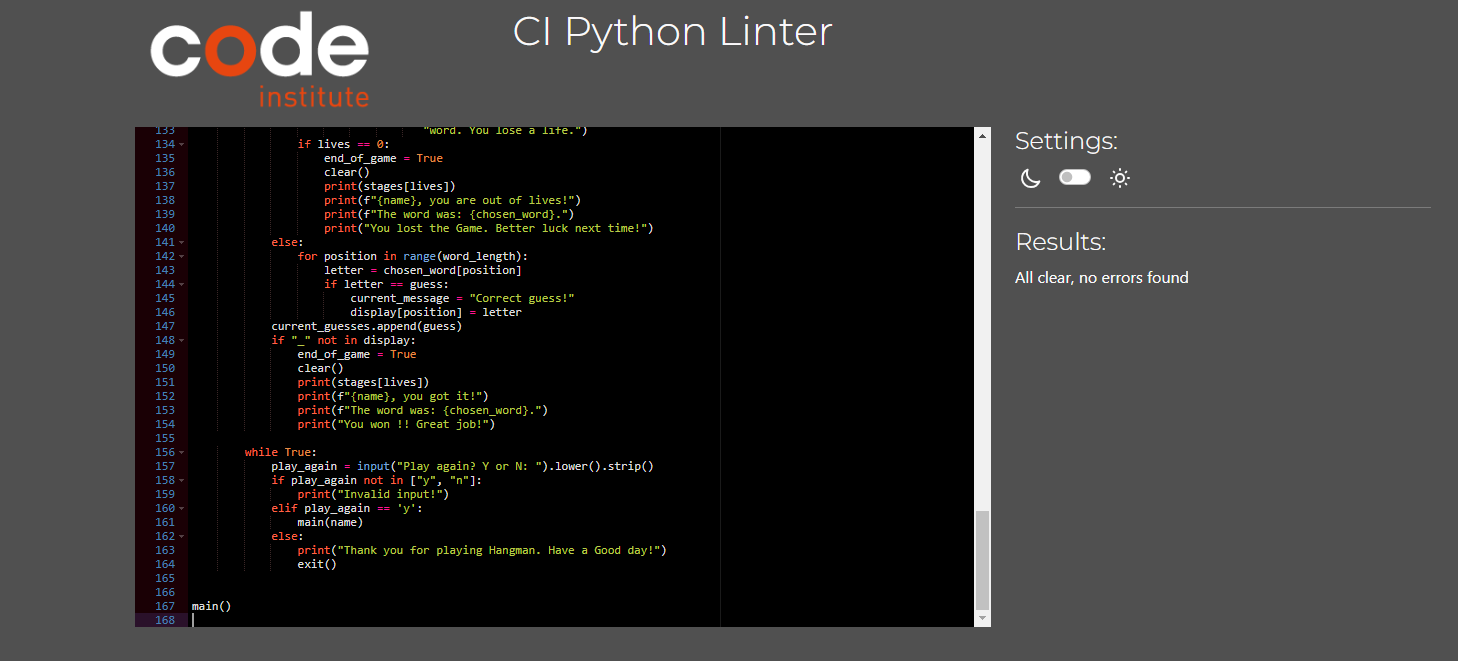 code
institute
CI Python Linter
133 "word. You lose a life.")
134 if lives == 0:
135 end_of_game = True
136 clear()
137 print(stages[lives])
138 print(f"{name}, you are out of lives!")
139 print(f"The word was: {chosen_word}.")
140 print("You lost the Game. Better luck next time!")
141 else:
142 for position in range(word_length):
143 letter = chosen_word[position]
144 if letter == guess:
145 current_message = "Correct guess!"
146 display[position] = letter
147 current_guesses.append(guess)
148 if "_" not in display:
149 end_of_game = True
150 clear()
151 print(stages[lives])
152 print(f"{name}, you got it!")
153 print(f"The word was: {chosen_word}.")
154 print("You won !! Great job!")
155
156 while True:
157 play_again = input("Play again? Y or N: ").lower().strip()
158 if play_again not in ["y", "n"]:
159 print("Invalid input!")
160 elif play_again == 'y':
161 main(name)
162 else:
163 print("Thank you for playing Hangman. Have a Good day!")
164 exit()
165
166
167 main()
168
Settings:
Results:
All clear, no errors found